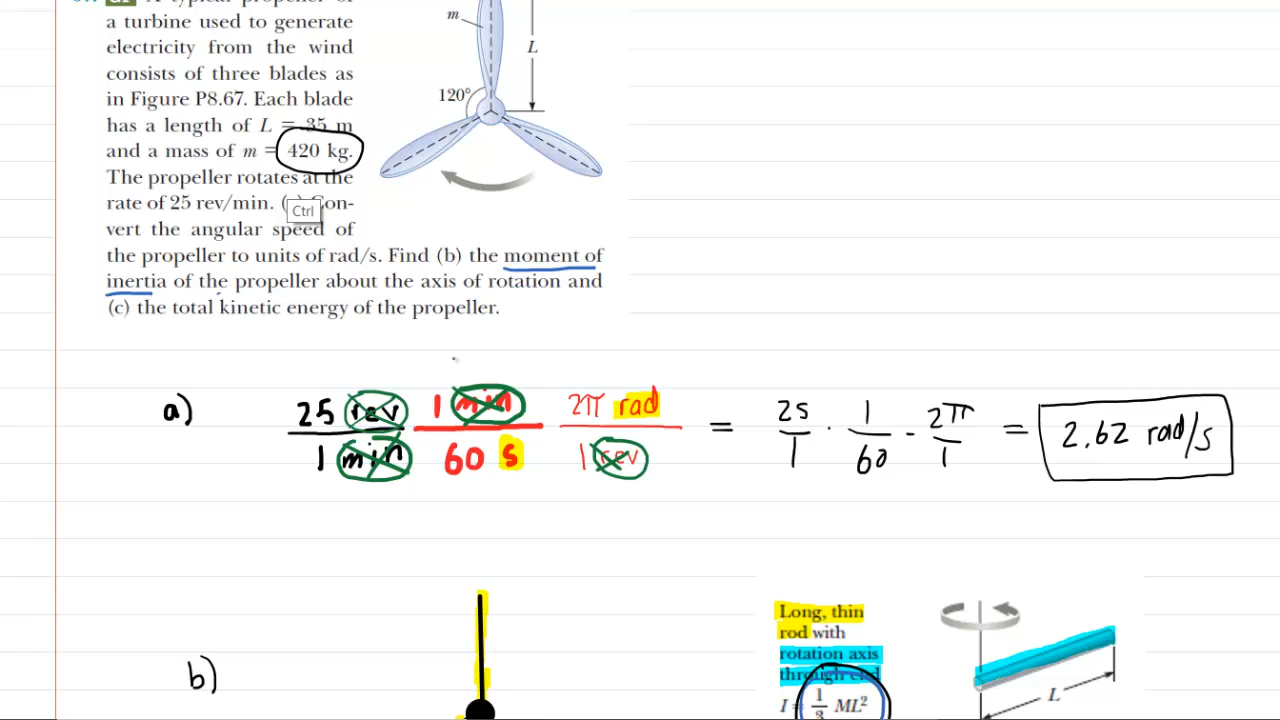 A typical propeller of
a turbine used to generate
electricity from the wind
consists of three blades as
in Figure P8.67. Each blade
has a length of L = 35 m
and a mass of m = 420 kg.
The propeller rotates at the
rate of 25 rev/min. Con-
vert the angular speed of
the propeller to units of rad/s. Find (b) the moment of
inertia of the propeller about the axis of rotation and
(c) the total kinetic energy of the propeller.
m
L
120°
Ctrl
a)
25 rev 1 min 2π rad
1 min 60 s 1 rev
= 25/1 · 1/60 - 2π/1 = 2.62 rad/s
b)
Long, thin
rod with
rotation axis
through end
I = 1/3 ML²
L